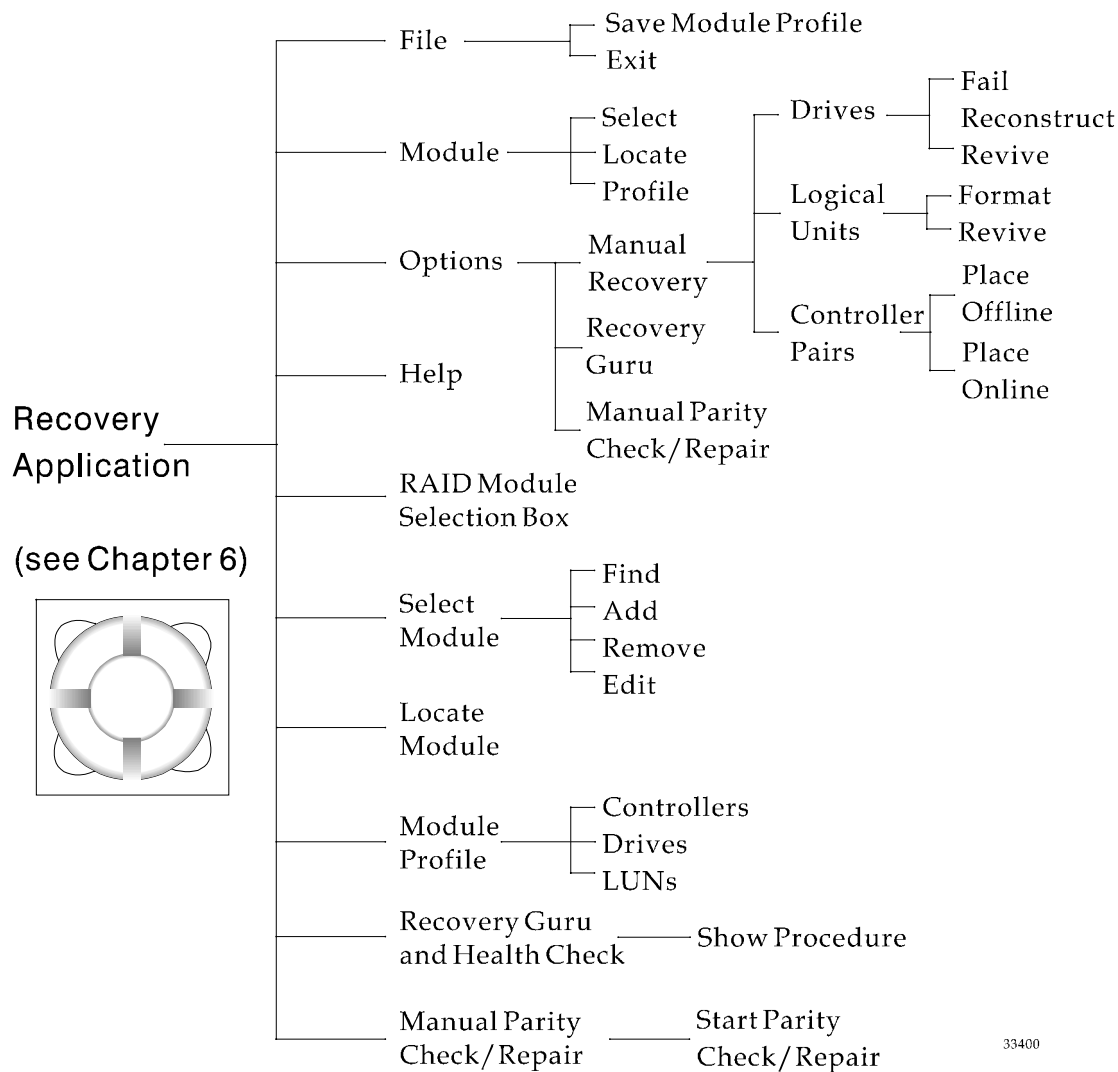 Recovery
Application
(see Chapter 6)
File
Save Module Profile
Exit
Module
Select
Locate
Profile
Options
Manual
Recovery
Drives
Fail
Reconstruct
Revive
Logical
Units
Format
Revive
Controller
Pairs
Place
Offline
Place
Online
Recovery
Guru
Manual Parity
Check/Repair
Help
RAID Module
Selection Box
Select
Module
Find
Add
Remove
Edit
Locate
Module
Module
Profile
Controllers
Drives
LUNs
Recovery Guru
and Health Check
Show Procedure
Manual Parity
Check/Repair
Start Parity
Check/Repair
33400